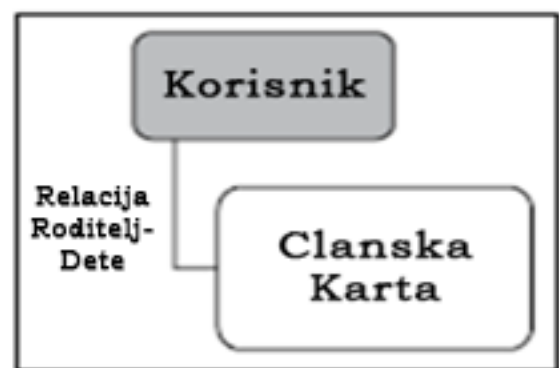 Korisnik
Relacija
Roditelj-
Dete
Clanska
Karta